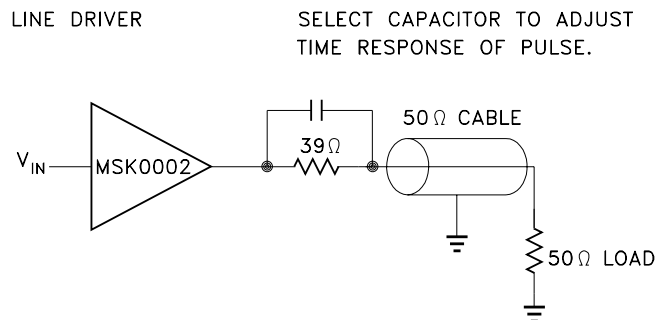 LINE DRIVER
SELECT CAPACITOR TO ADJUST
TIME RESPONSE OF PULSE.
50Ω CABLE
39Ω
VIN
MSK0002
50Ω LOAD